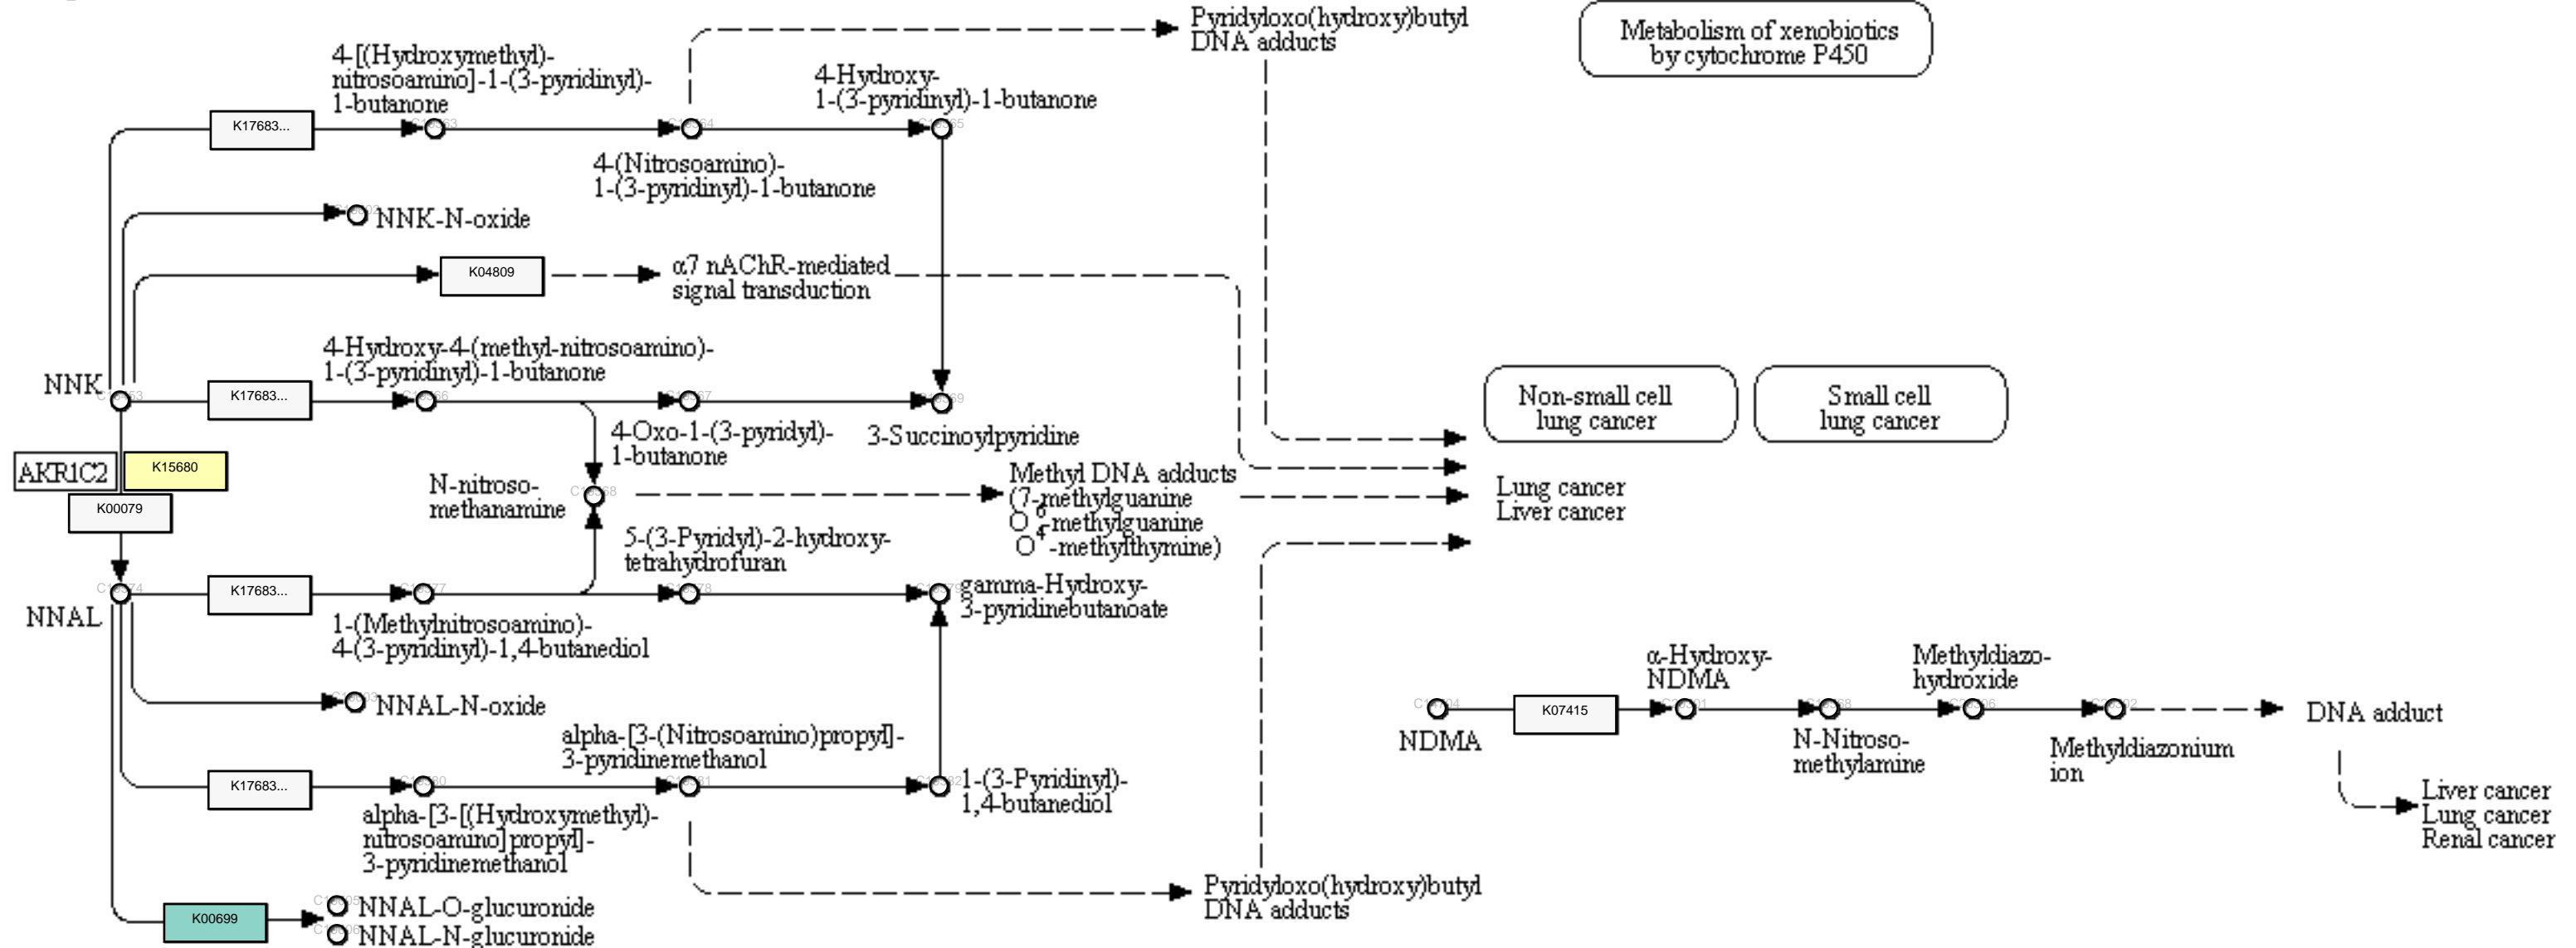 Pyridyloxo(hydroxy)butyl
DNA adducts
Metabolism of xenobiotics
by cytochrome P450
4-[(Hydroxymethyl)-
nitrosoamino]-1-(3-pyridinyl)-
1-butanone
4-Hydroxy-
1-(3-pyridinyl)-1-butanone
K17683...
4-(Nitrosoamino)-
1-(3-pyridinyl)-1-butanone
NNK-N-oxide
K04809
α7 nAChR-mediated
signal transduction
4-Hydroxy-4-(methyl-nitrosoamino)-
1-(3-pyridinyl)-1-butanone
NNK
K17683...
4-Oxo-1-(3-pyridyl)-
1-butanone
3-Succinoylpyridine
Non-small cell
lung cancer
Small cell
lung cancer
AKR1C2
K15680
K00079
N-nitroso-
methanamine
Methyl DNA adducts
(7-methylguanine
O6-methylguanine
O4-methylthymine)
Lung cancer
Liver cancer
5-(3-Pyridyl)-2-hydroxy-
tetrahydrofuran
NNAL
K17683...
gamma-Hydroxy-
3-pyridinebutanoate
1-(Methylnitrosoamino)-
4-(3-pyridinyl)-1,4-butanediol
NNAL-N-oxide
alpha-[3-(Nitrosoamino)propyl]-
3-pyridinemethanol
K17683...
1-(3-Pyridinyl)-
1,4-butanediol
alpha-[3-[(Hydroxymethyl)-
nitrosoamino]propyl]-
3-pyridinemethanol
K00699
NNAL-O-glucuronide
NNAL-N-glucuronide
Pyridyloxo(hydroxy)butyl
DNA adducts
α-Hydroxy-
NDMA
Methyldiazo-
hydroxide
K07415
NDMA
N-Nitroso-
methylamine
Methyldiazonium
ion
DNA adduct
Liver cancer
Lung cancer
Renal cancer